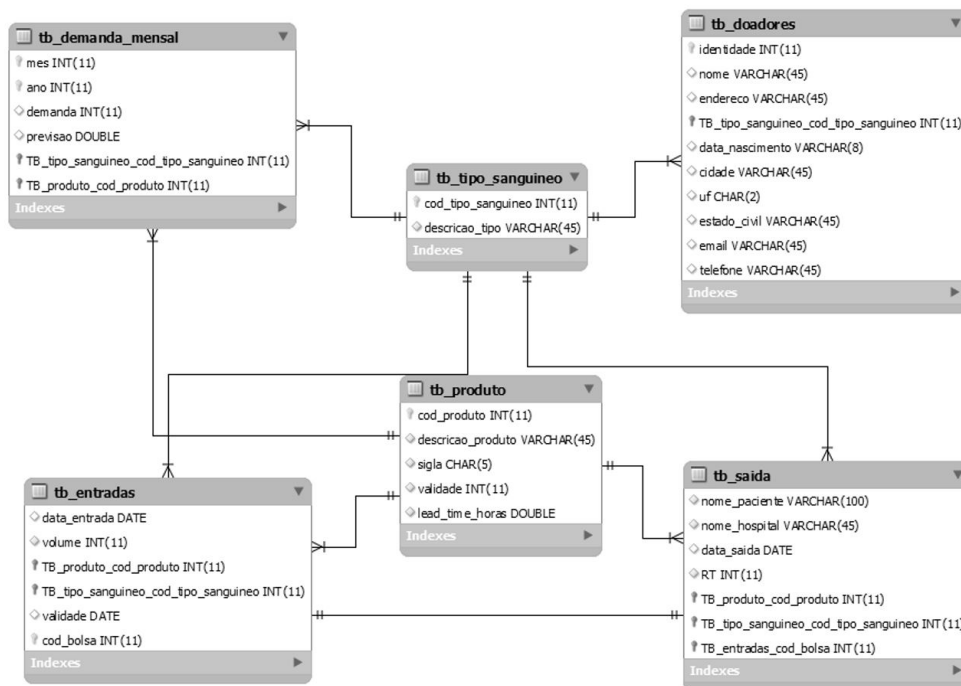 tb_demanda_mensal
mes INT(11)
ano INT(11)
demanda INT(11)
previsao DOUBLE
TB_tipo_sanguineo_cod_tipo_sanguineo INT(11)
TB_produto_cod_produto INT(11)
Indexes
tb_doadores
identidade INT(11)
nome VARCHAR(45)
endereco VARCHAR(45)
TB_tipo_sanguineo_cod_tipo_sanguineo INT(11)
data_nascimento VARCHAR(8)
cidade VARCHAR(45)
uf CHAR(2)
estado_civil VARCHAR(45)
email VARCHAR(45)
telefone VARCHAR(45)
Indexes
tb_tipo_sanguineo
cod_tipo_sanguineo INT(11)
descricao_tipo VARCHAR(45)
Indexes
tb_produto
cod_produto INT(11)
descricao_produto VARCHAR(45)
sigla CHAR(5)
validade INT(11)
lead_time_horas DOUBLE
Indexes
tb_entradas
data_entrada DATE
volume INT(11)
TB_produto_cod_produto INT(11)
TB_tipo_sanguineo_cod_tipo_sanguineo INT(11)
validade DATE
cod_bolsa INT(11)
Indexes
tb_saida
nome_paciente VARCHAR(100)
nome_hospital VARCHAR(45)
data_saida DATE
RT INT(11)
TB_produto_cod_produto INT(11)
TB_tipo_sanguineo_cod_tipo_sanguineo INT(11)
TB_entradas_cod_bolsa INT(11)
Indexes